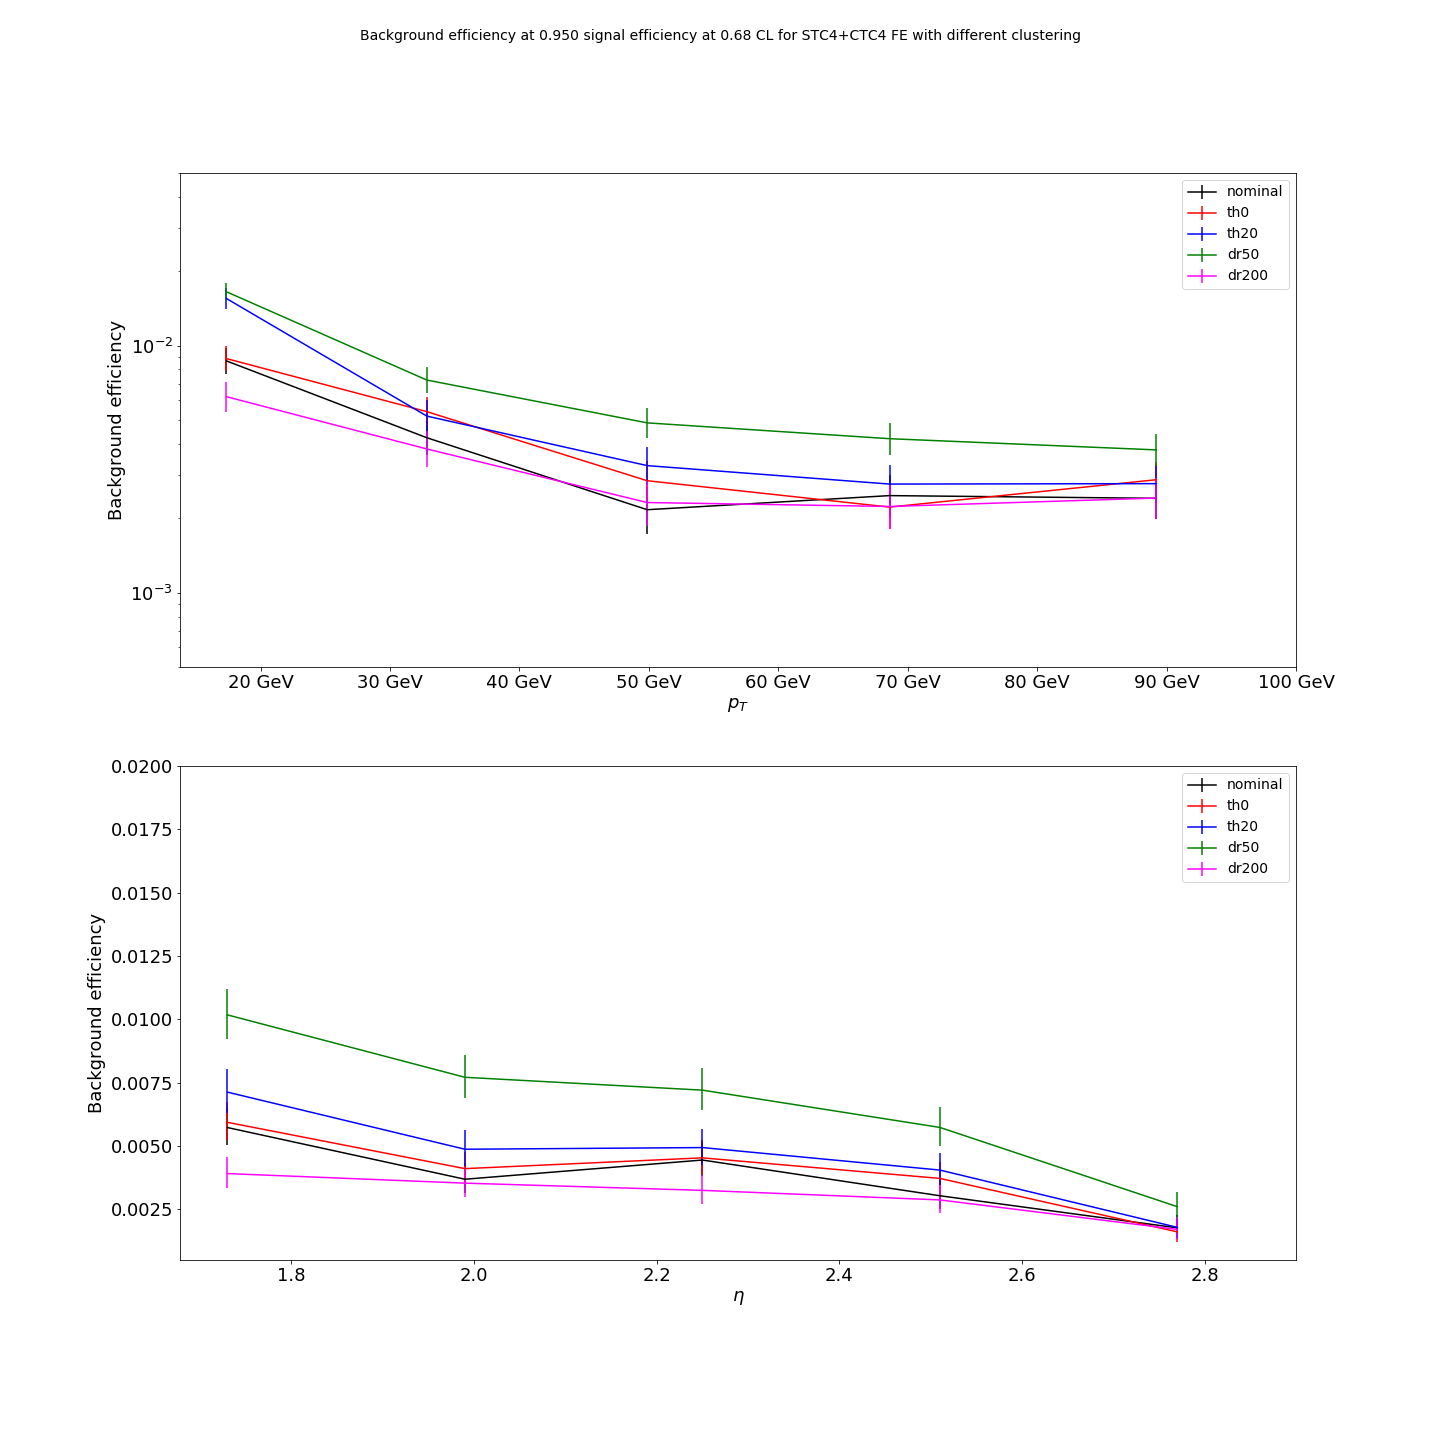 Background efficiency at 0.950 signal efficiency at 0.68 CL for STC4+CTC4 FE with different clustering
nominal
th0
th20
dr50
dr200
Background efficiency
10⁻²
10⁻³
20 GeV 30 GeV 40 GeV 50 GeV 60 GeV 70 GeV 80 GeV 90 GeV 100 GeV
p_T
nominal
th0
th20
dr50
dr200
Background efficiency
0.0200
0.0175
0.0150
0.0125
0.0100
0.0075
0.0050
0.0025
1.8 2.0 2.2 2.4 2.6 2.8
η